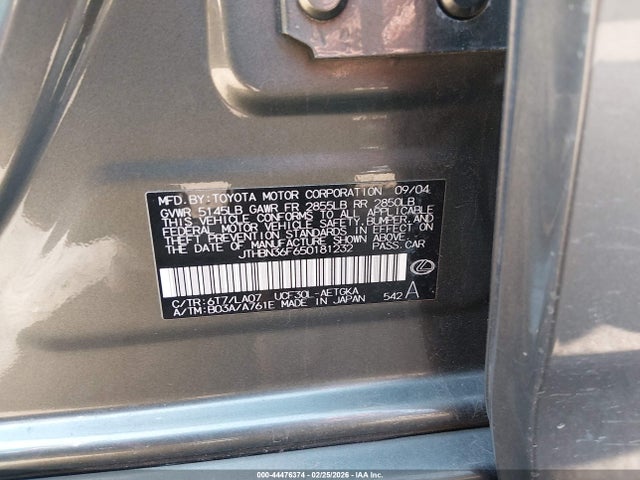 MFD. BY: TOYOTA MOTOR CORPORATION 09/04
GVWR 5145LB GAWR FR 2855LB RR 2850LB
THIS VEHICLE CONFORMS TO ALL APPLICABLE
FEDERAL MOTOR VEHICLE SAFETY, BUMPER, AND
THEFT PREVENTION STANDARDS IN EFFECT ON
THE DATE OF MANUFACTURE SHOWN ABOVE.
JTHBN36F650181232 PASS.CAR
C/TR: 6T7/LA07 UCF30L-AETGKA
A/TM: B03A/A761E MADE IN JAPAN 542 A
000-44476374 - 02/25/2026 - IAAI.COM